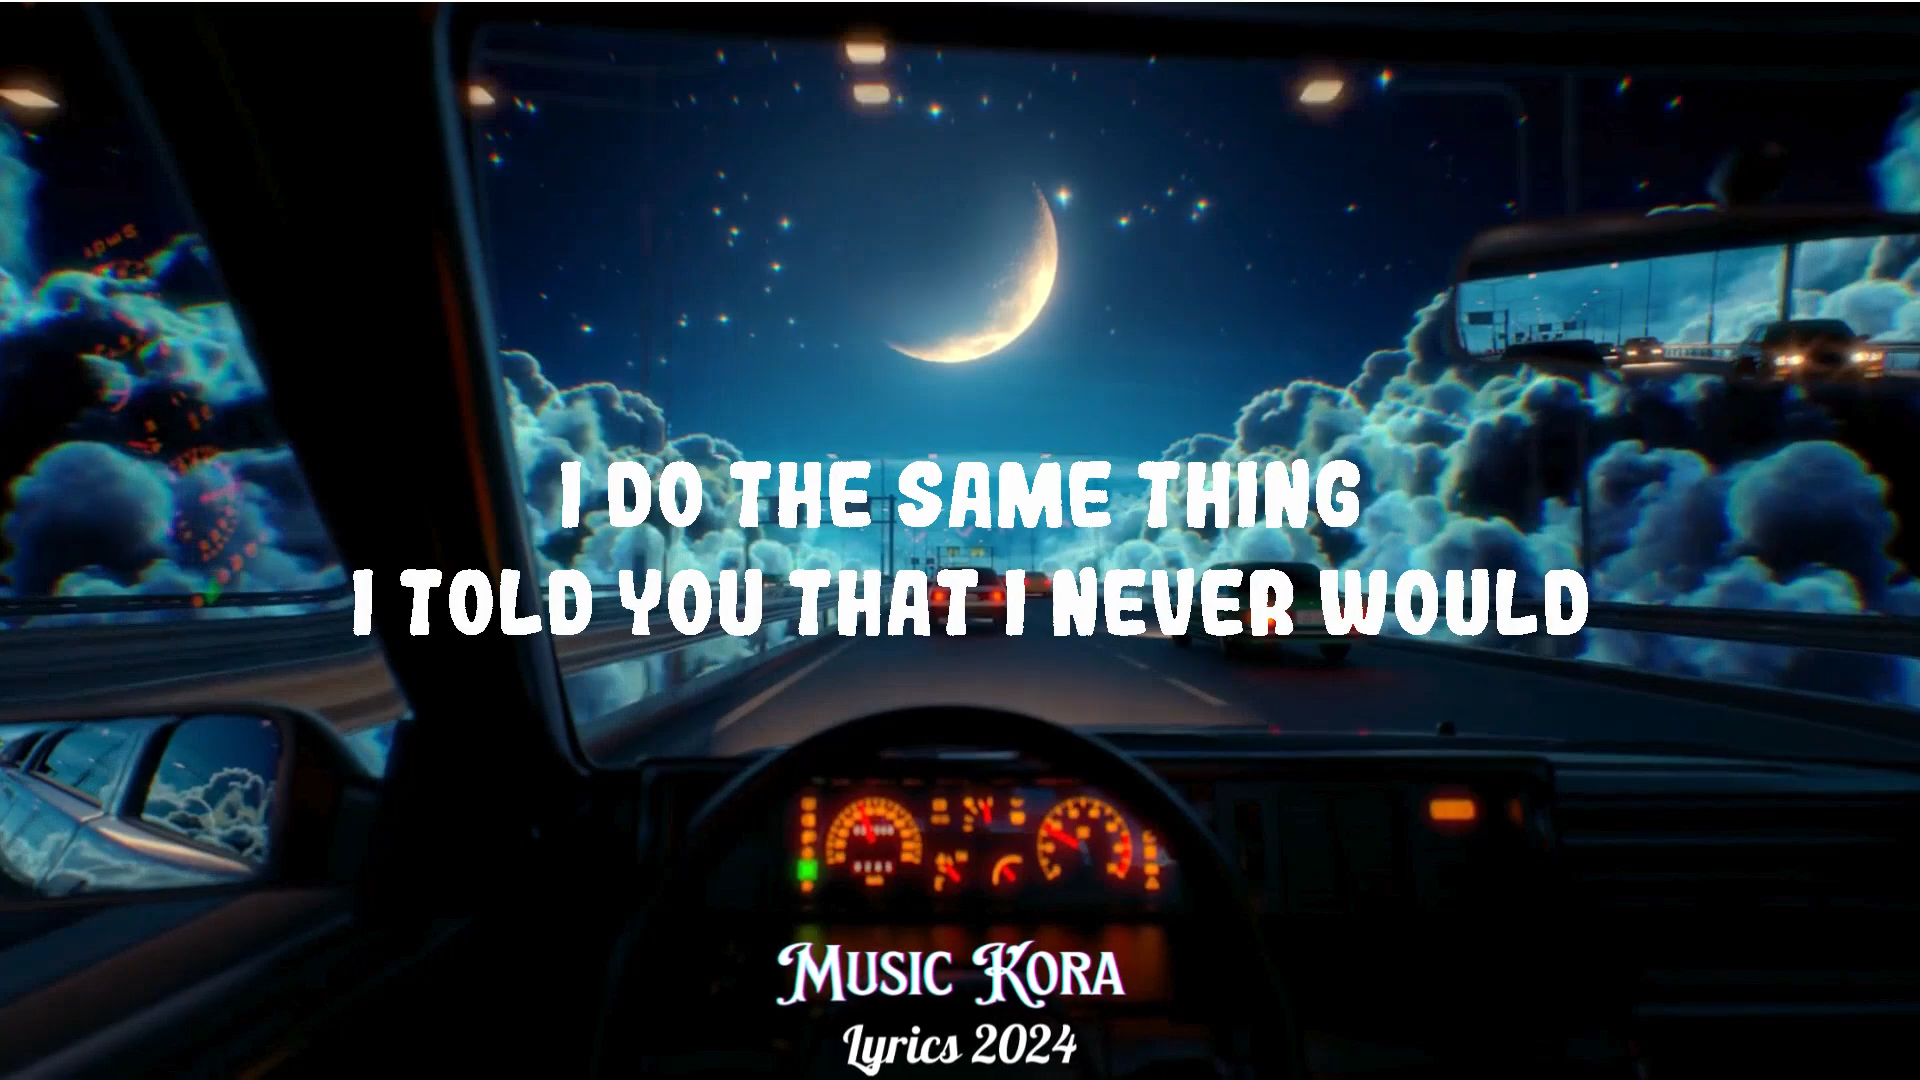 I DO THE SAME THING
I TOLD YOU THAT I NEVER WOULD
Music Kora
Lyrics 2024